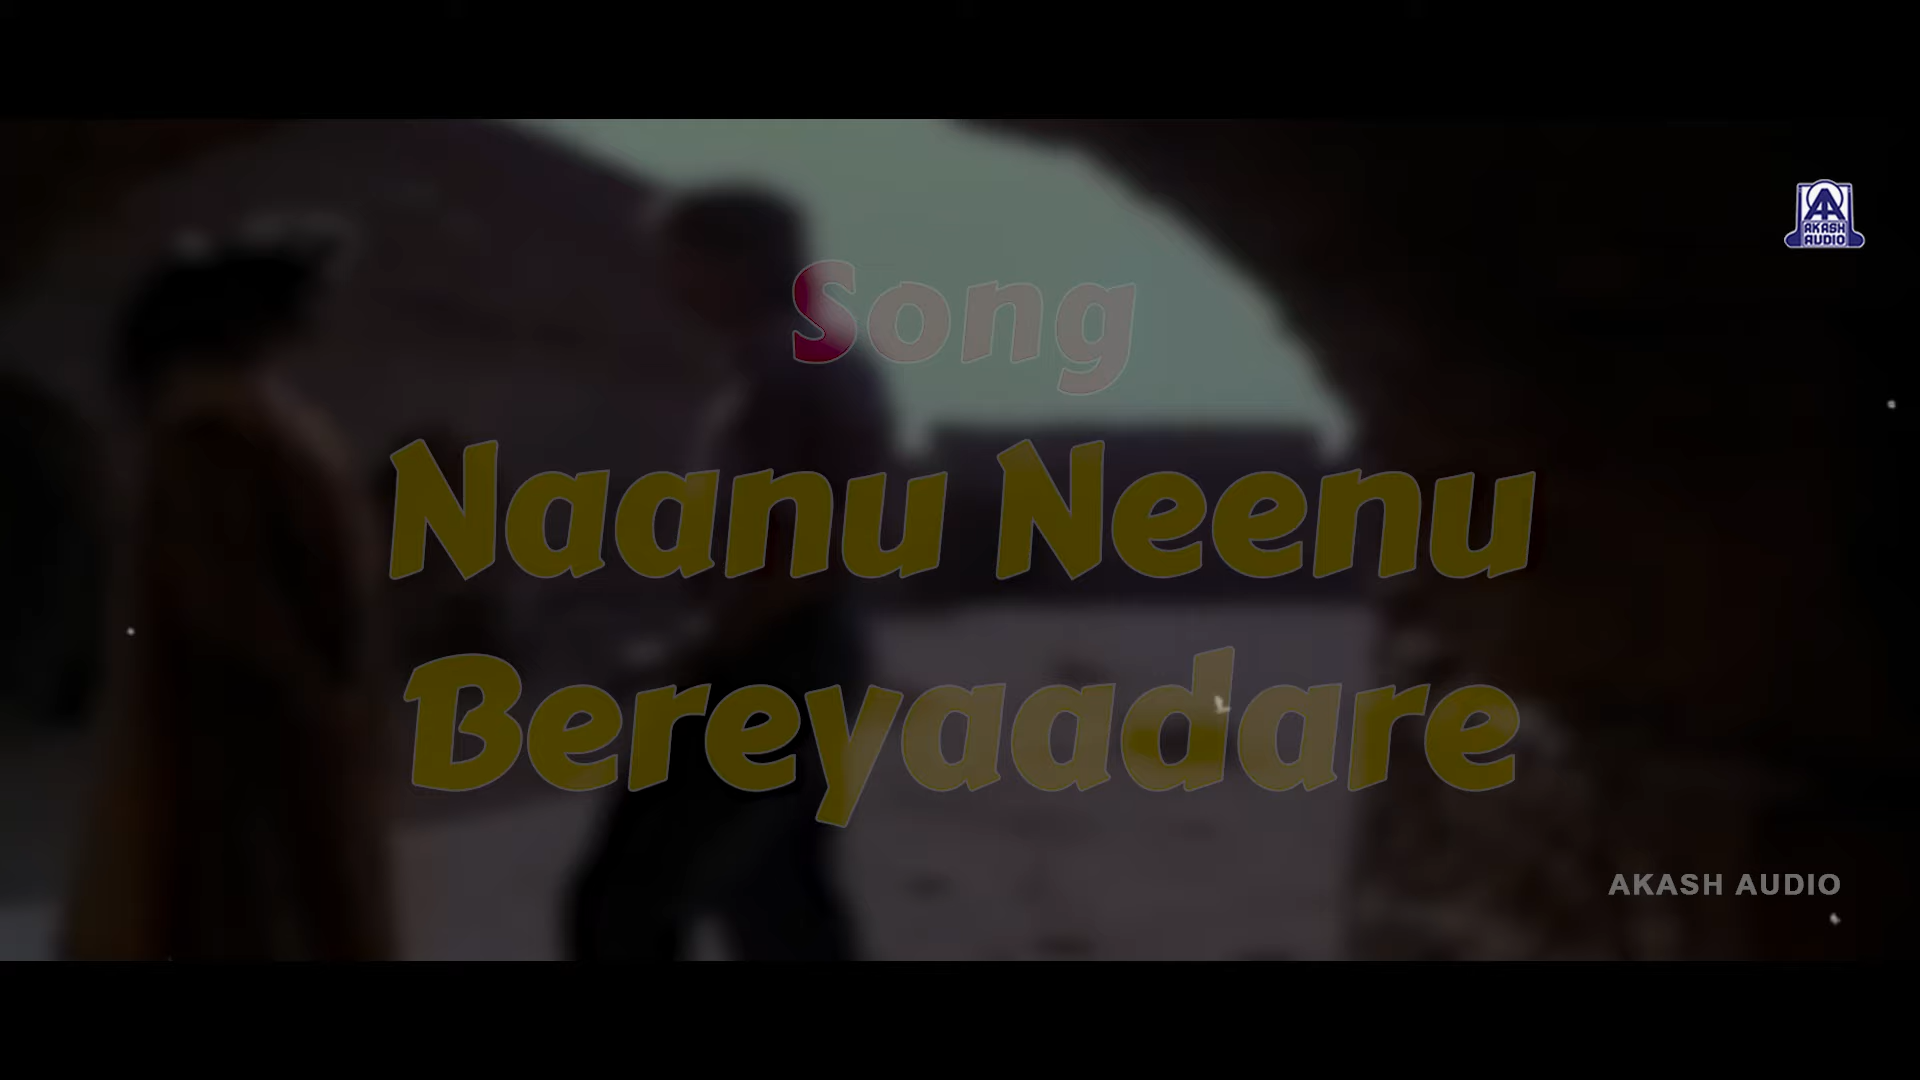 AKASH
AUDIO
Song
Naanu Neenu
Bereyaadare
AKASH AUDIO